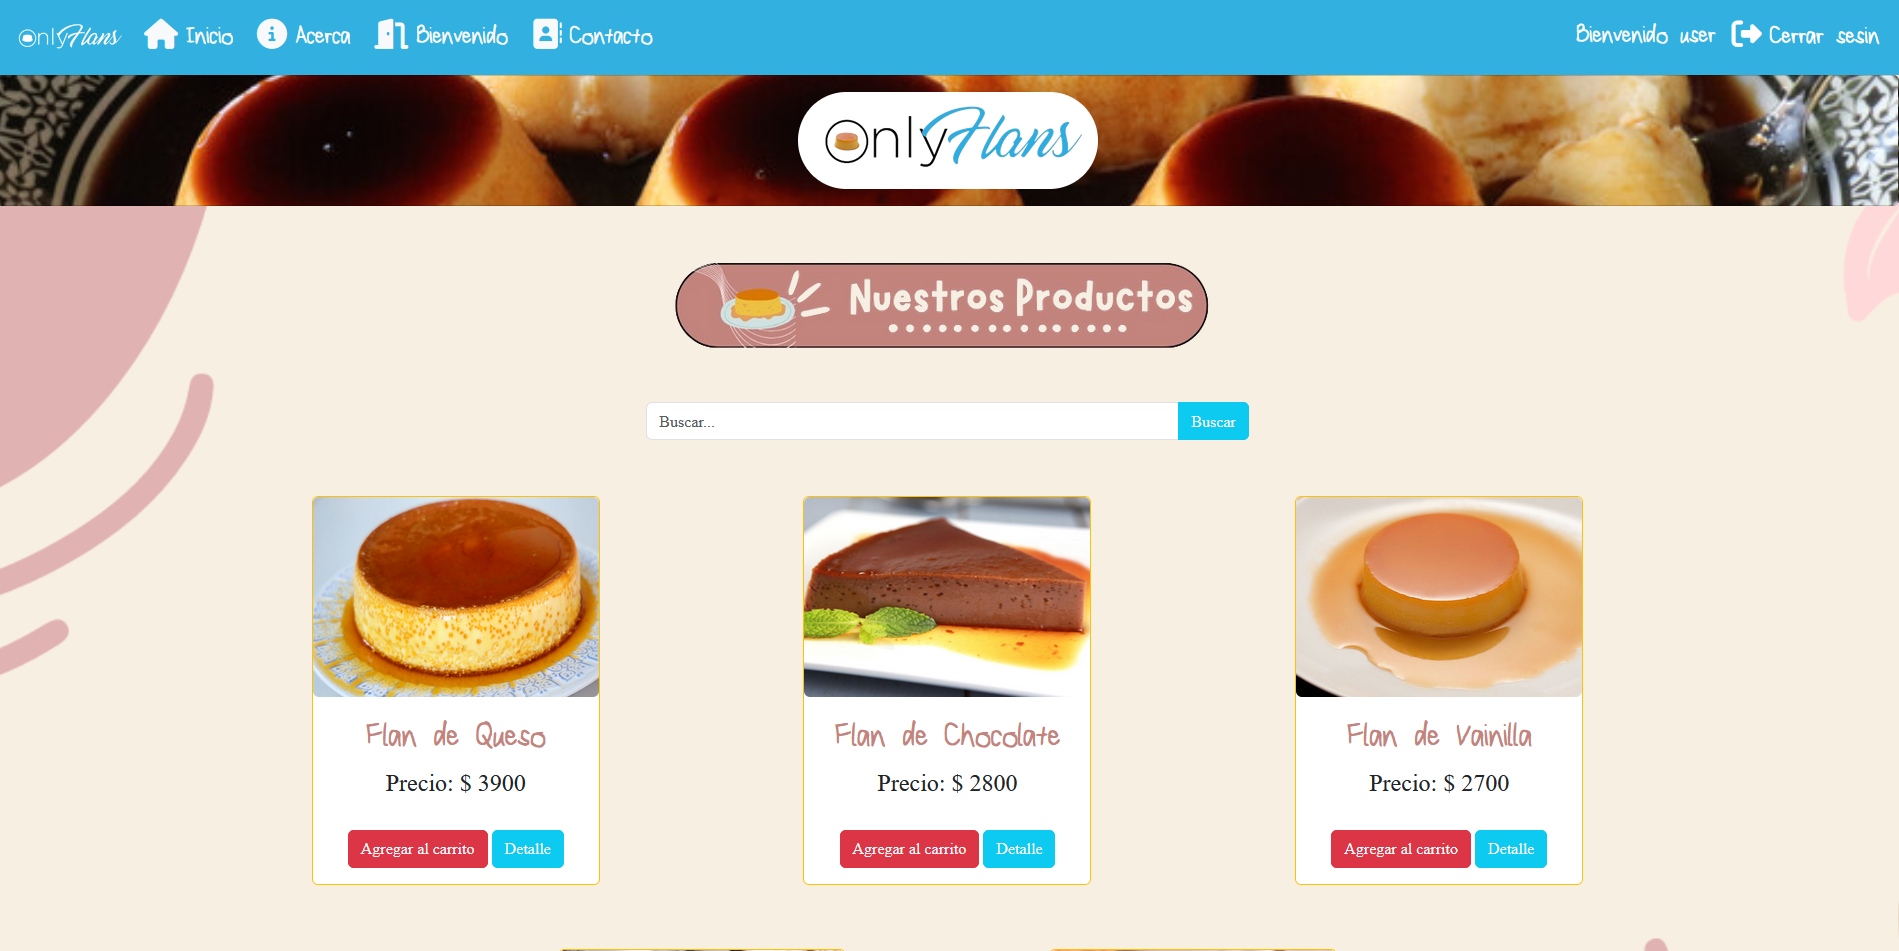 OnlyFlans Inicio Acerca Bienvenido Contacto Bienvenido user Cerrar sesin
OnlyFlans
Nuestros Productos
Buscar... Buscar
Flan de Queso
Precio: $ 3900
Agregar al carrito Detalle
Flan de Chocolate
Precio: $ 2800
Agregar al carrito Detalle
Flan de Vainilla
Precio: $ 2700
Agregar al carrito Detalle